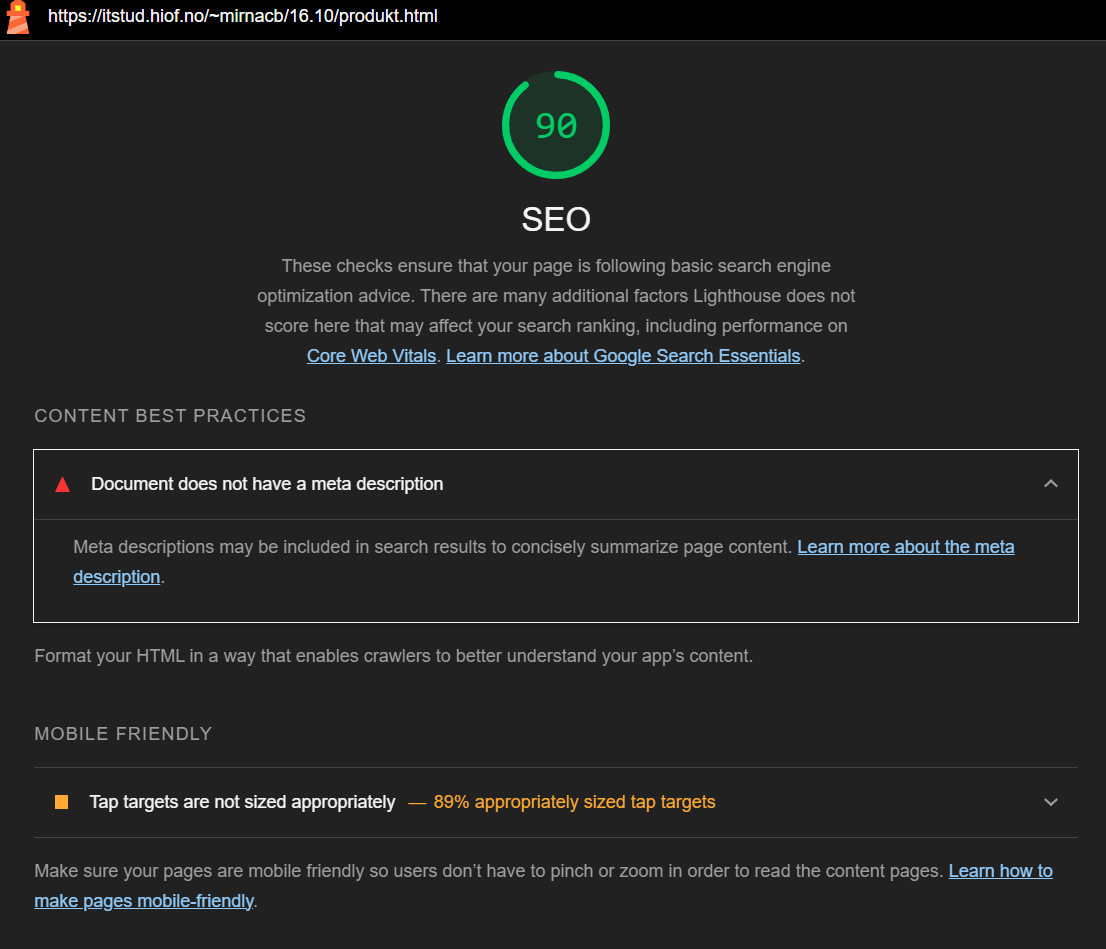 https://itstud.hiof.no/~mirnacb/16.10/produkt.html
90
SEO
These checks ensure that your page is following basic search engine
optimization advice. There are many additional factors Lighthouse does not
score here that may affect your search ranking, including performance on
Core Web Vitals. Learn more about Google Search Essentials.
CONTENT BEST PRACTICES
Document does not have a meta description
Meta descriptions may be included in search results to concisely summarize page content. Learn more about the meta
description.
Format your HTML in a way that enables crawlers to better understand your app’s content.
MOBILE FRIENDLY
Tap targets are not sized appropriately — 89% appropriately sized tap targets
Make sure your pages are mobile friendly so users don’t have to pinch or zoom in order to read the content pages. Learn how to
make pages mobile-friendly.